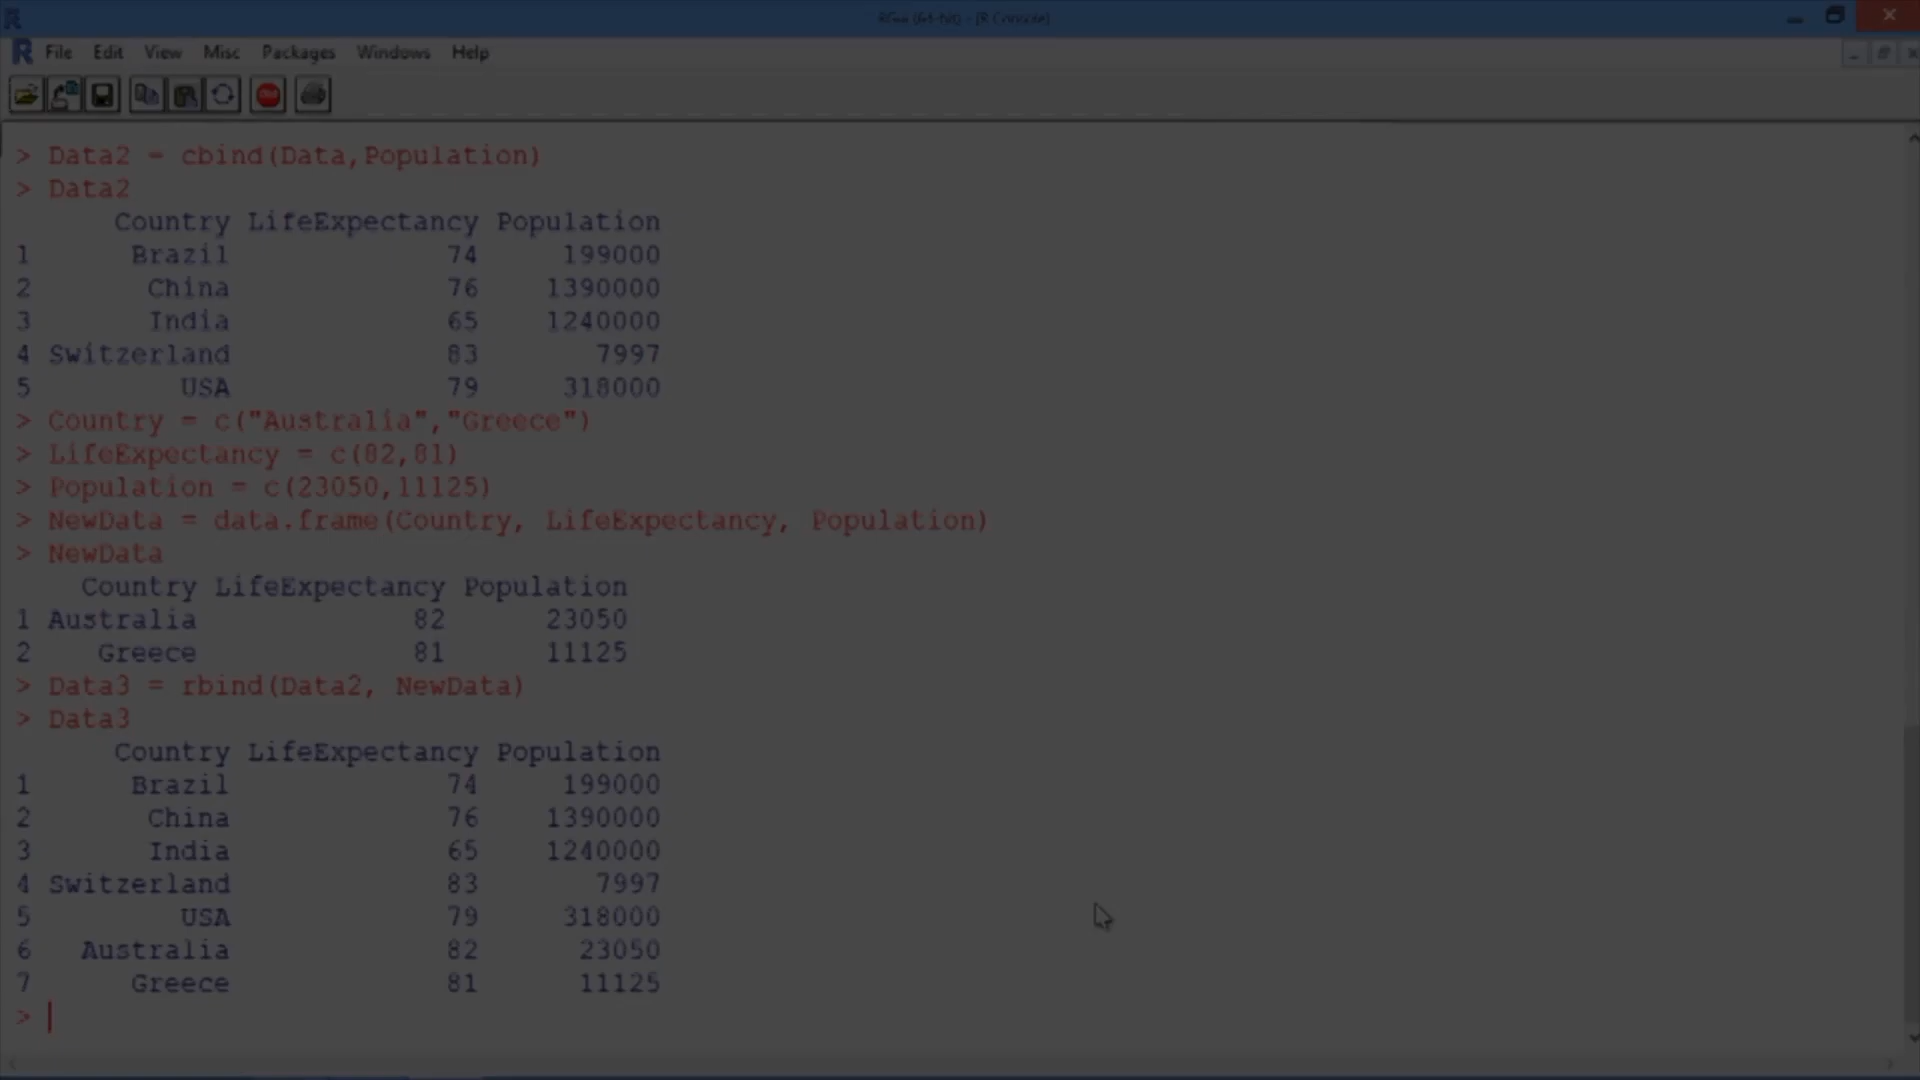 RGui (64-bit) - [R Console]
File Edit View Misc Packages Windows Help
> Data2 = cbind(Data,Population)
> Data2
Country LifeExpectancy Population
1 Brazil 74 199000
2 China 76 1390000
3 India 65 1240000
4 Switzerland 83 7997
5 USA 79 318000
> Country = c("Australia","Greece")
> LifeExpectancy = c(82,81)
> Population = c(23050,11125)
> NewData = data.frame(Country, LifeExpectancy, Population)
> NewData
Country LifeExpectancy Population
1 Australia 82 23050
2 Greece 81 11125
> Data3 = rbind(Data2, NewData)
> Data3
Country LifeExpectancy Population
1 Brazil 74 199000
2 China 76 1390000
3 India 65 1240000
4 Switzerland 83 7997
5 USA 79 318000
6 Australia 82 23050
7 Greece 81 11125
>